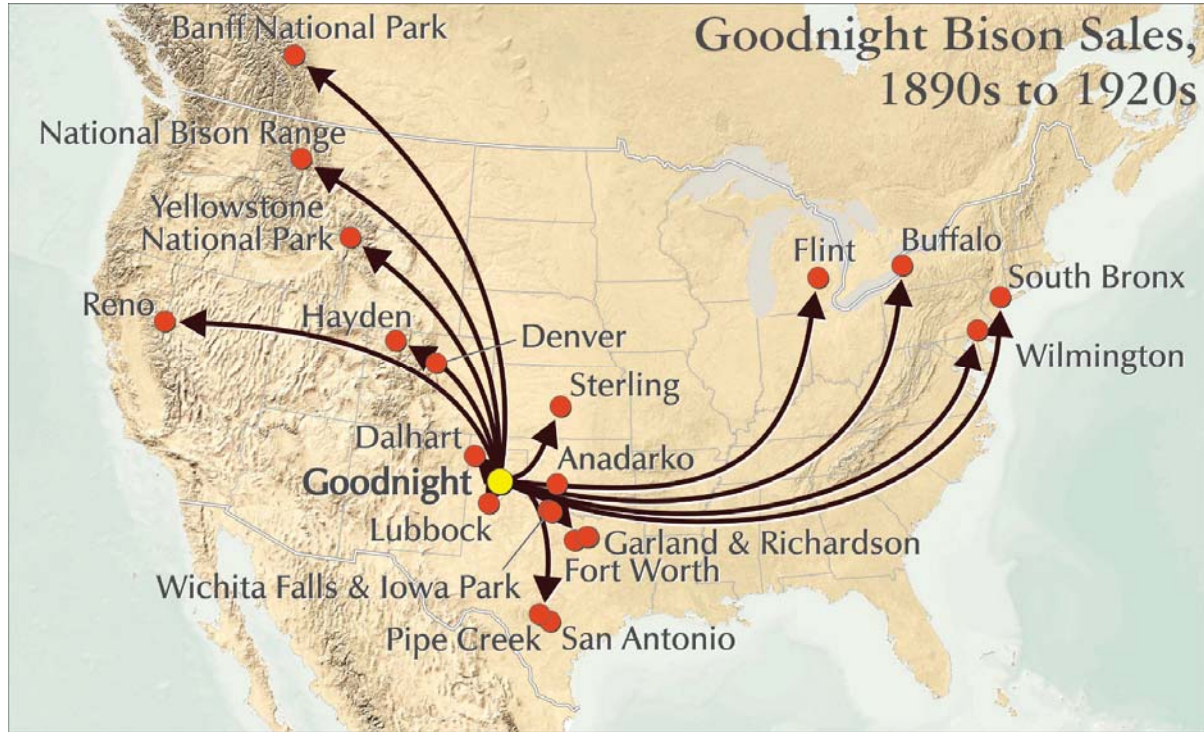 Goodnight Bison Sales,
1890s to 1920s
Banff National Park
National Bison Range
Yellowstone
National Park
Reno
Hayden
Denver
Sterling
Flint
Buffalo
South Bronx
Wilmington
Dalhart
Goodnight
Anadarko
Lubbock
Garland & Richardson
Wichita Falls & Iowa Park
Fort Worth
Pipe Creek
San Antonio